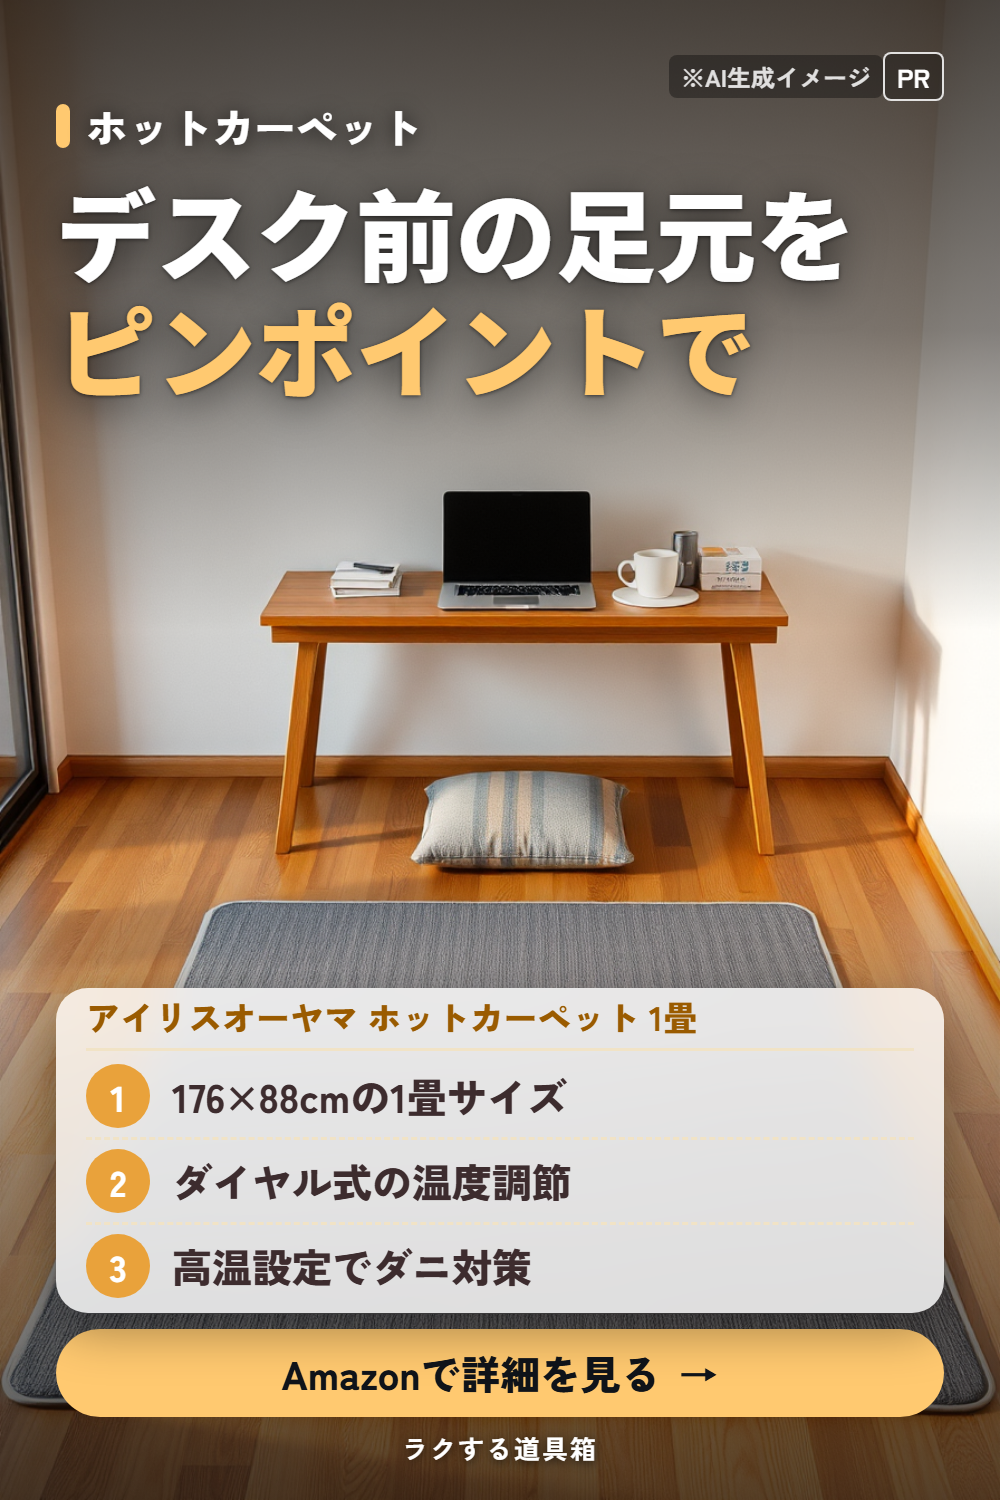 ※AI生成イメージ
PR
ホットカーペット
デスク前の足元を
ピンポイントで
アイリスオーヤマ ホットカーペット 1畳
1 176×88cmの1畳サイズ
2 ダイヤル式の温度調節
3 高温設定でダニ対策
Amazonで詳細を見る →
ラクする道具箱